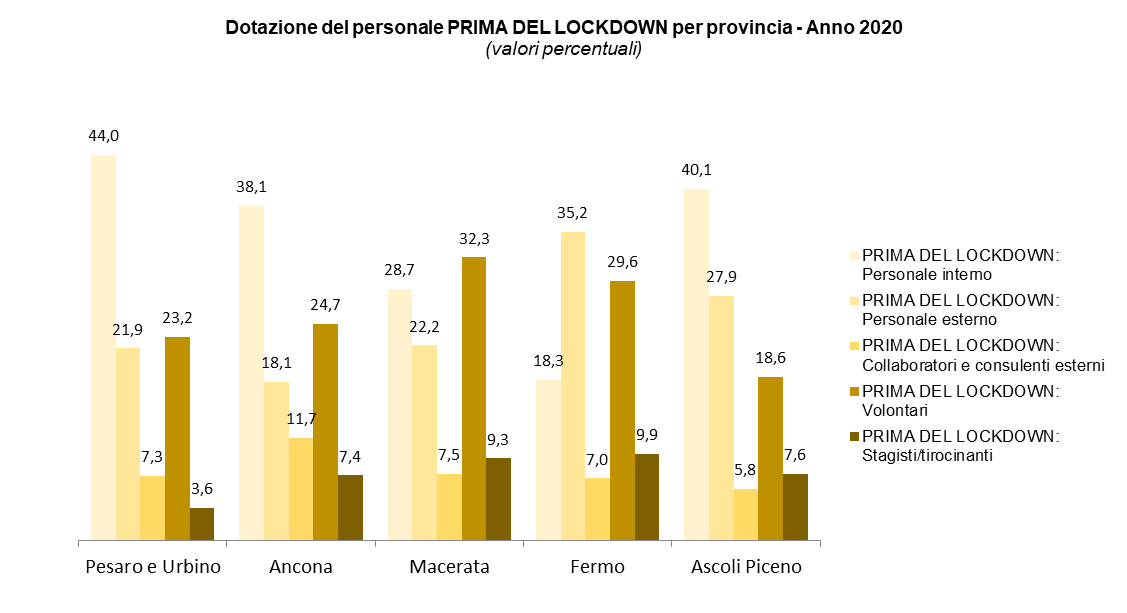 Dotazione del personale PRIMA DEL LOCKDOWN per provincia - Anno 2020
(valori percentuali)
44,0
21,9
7,3
23,2
3,6
38,1
18,1
11,7
24,7
7,4
28,7
22,2
7,5
32,3
9,3
18,3
35,2
7,0
29,6
9,9
40,1
27,9
5,8
18,6
7,6
Pesaro e Urbino
Ancona
Macerata
Fermo
Ascoli Piceno
PRIMA DEL LOCKDOWN:
Personale interno
PRIMA DEL LOCKDOWN:
Personale esterno
PRIMA DEL LOCKDOWN:
Collaboratori e consulenti esterni
PRIMA DEL LOCKDOWN:
Volontari
PRIMA DEL LOCKDOWN:
Stagisti/tirocinanti